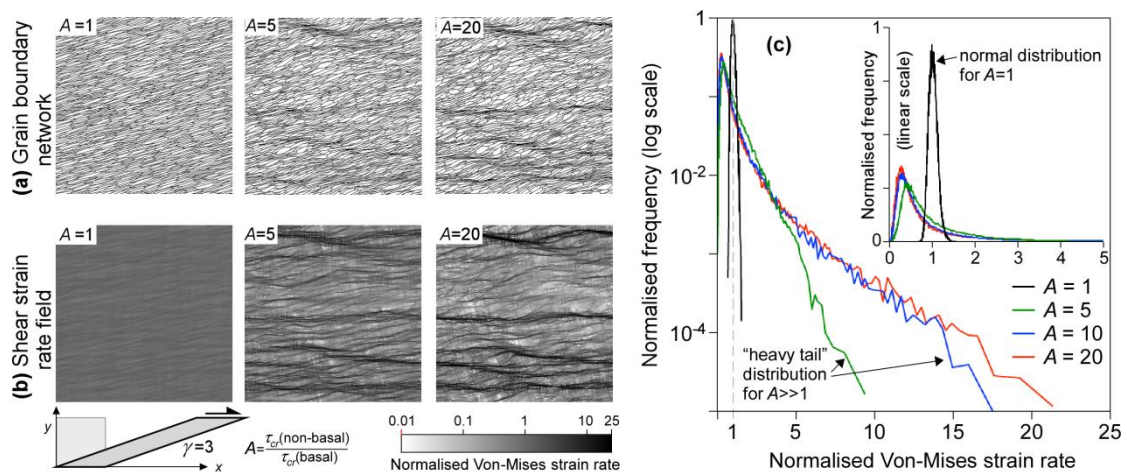 (a) Grain boundary
network
A=1
A=5
A=20
(b) Shear strain
rate field
A=1
A=5
A=20
y
x
γ=3
A= τcr(non-basal)
τcr(basal)
0.01
0.1
1
10
25
Normalised Von-Mises strain rate
(c)
Normalised frequency (log scale)
1
0.1
10-2
10-4
1
5
10
15
20
25
Normalised Von-Mises strain rate
Normalised frequency
(linear scale)
1
0
0
1
2
3
4
5
normal distribution
for A=1
A = 1
A = 5
A = 10
A = 20
“heavy tail”
distribution
for A>>1